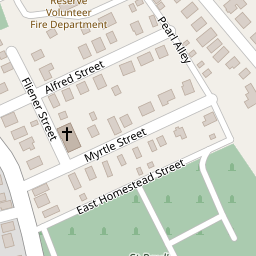 Reserve
Volunteer
Fire Department
Pearl Alley
Alfred Street
Fliener Street
Myrtle Street
East Homestead Street